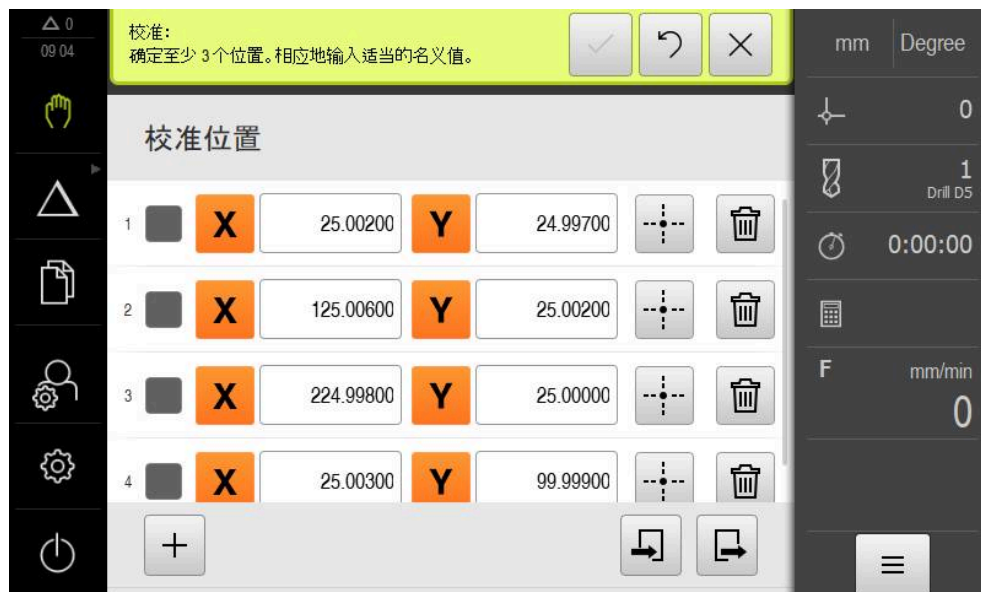 0
09 04
校准:
确定至少 3 个位置。相应地输入适当的名义值。
校准位置
1 X 25.00200 Y 24.99700
2 X 125.00600 Y 25.00200
3 X 224.99800 Y 25.00000
4 X 25.00300 Y 99.99900
mm Degree
0
1
Drill D5
0:00:00
F mm/min
0